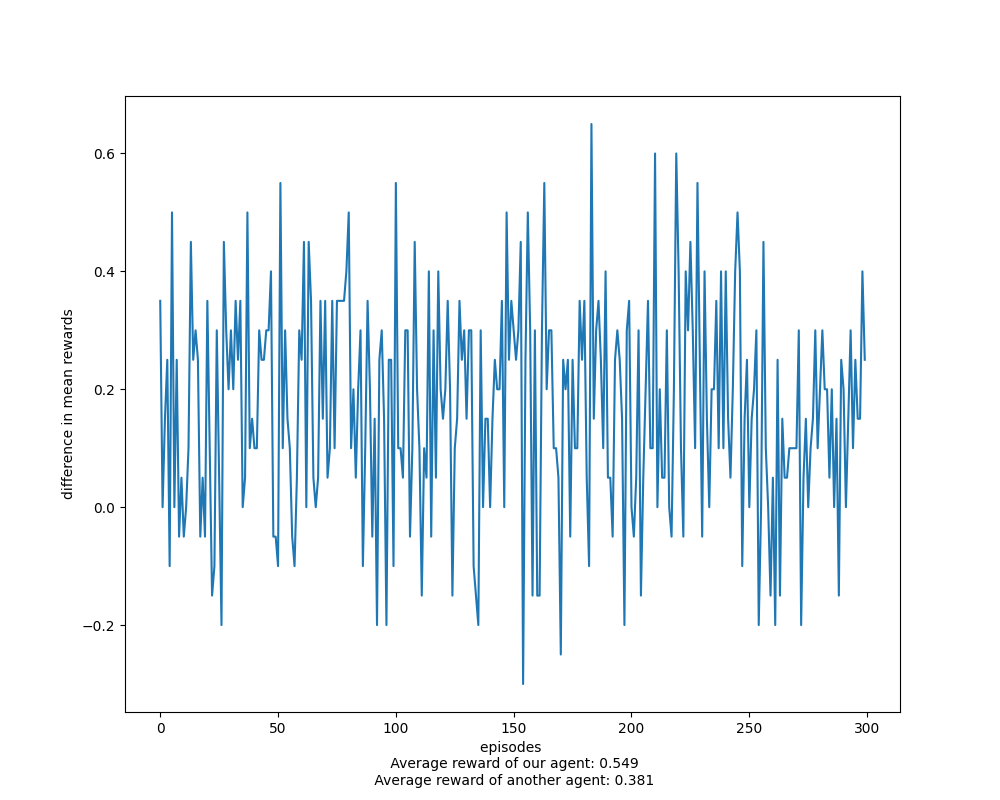 difference in mean rewards
0.6
0.4
0.2
0.0
−0.2
0 50 100 150 200 250 300
episodes
Average reward of our agent: 0.549
Average reward of another agent: 0.381